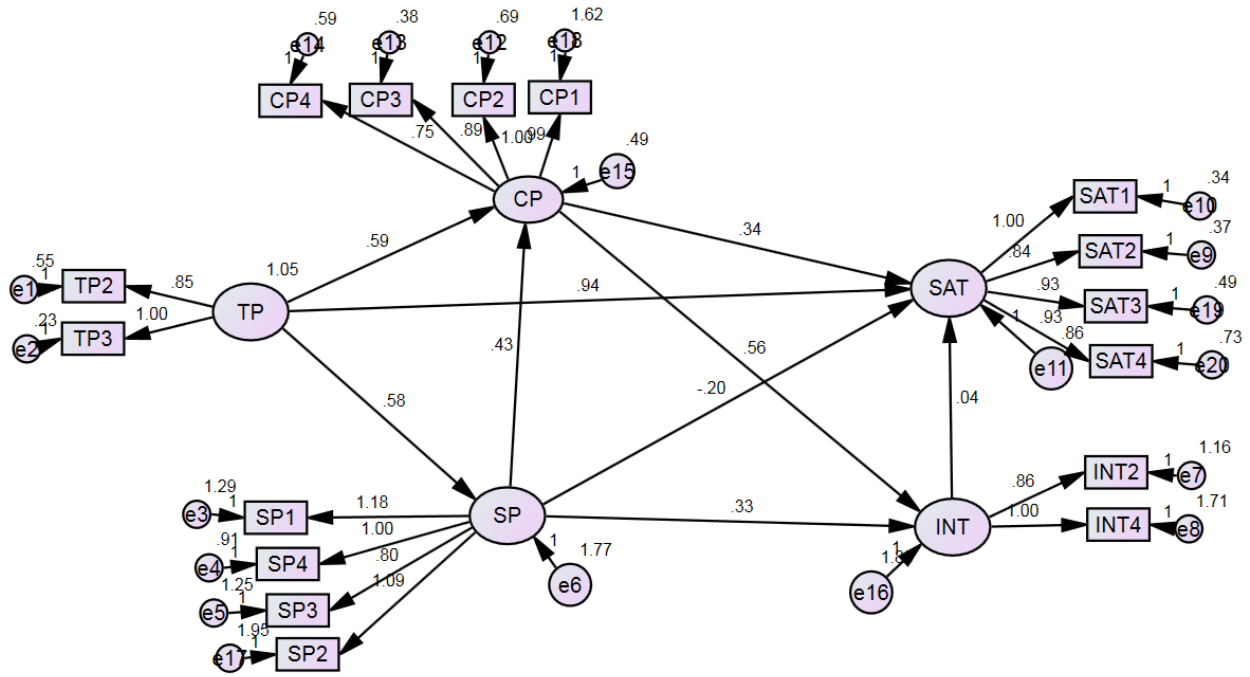 .59 .38 .69 1.62
e14 e13 e12 e18
1 1 1 1
CP4 CP3 CP2 CP1
.75 .89 1.00 .99
.49
1 e15
CP
.34
1 e10
SAT1
1.00
.59 .34
.37
1 e9
SAT2
.84
.55
e1 1 TP2
.85
1.05
TP
.94
SAT
.93
SAT3
1 e19
.49
.23
e2 1 TP3
1.00
.93
.86
SAT4
1 e20
.73
1
e11
.43
.56
.58
-.20
.04
1.29
e3 1 SP1
1.18
SP
.33
INT
.86
INT2
1 e7
1.16
1.00
INT4
1 e8
1.71
.91
e4 1 SP4
1.00
1.25
e5 1 SP3
.80
1.09
1.95
e17 1 SP2
1 1.77
e6
1
e16